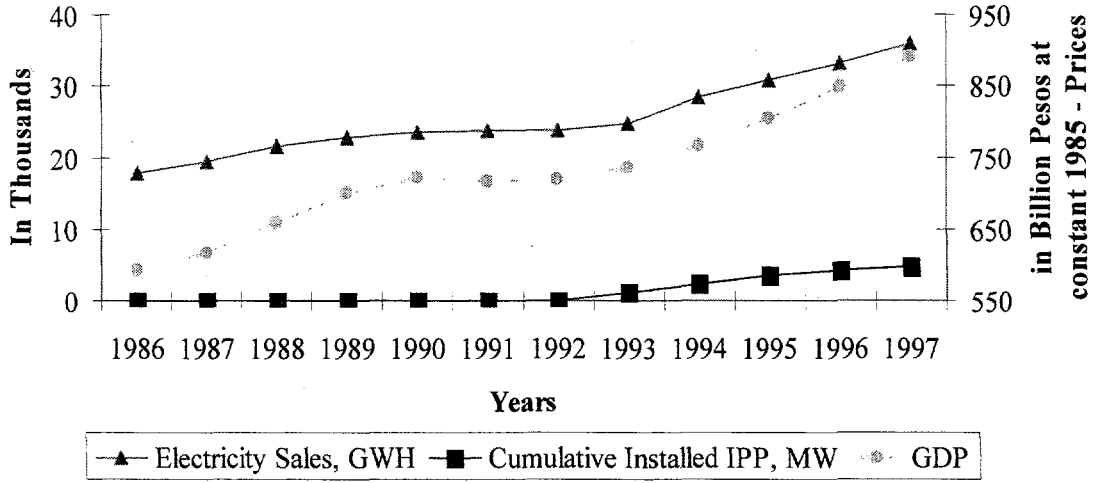 40
30
20
10
0
In Thousands
950
850
750
650
550
in Billion Pesos at
constant 1985 - Prices
1986 1987 1988 1989 1990 1991 1992 1993 1994 1995 1996 1997
Years
Electricity Sales, GWH Cumulative Installed IPP, MW GDP